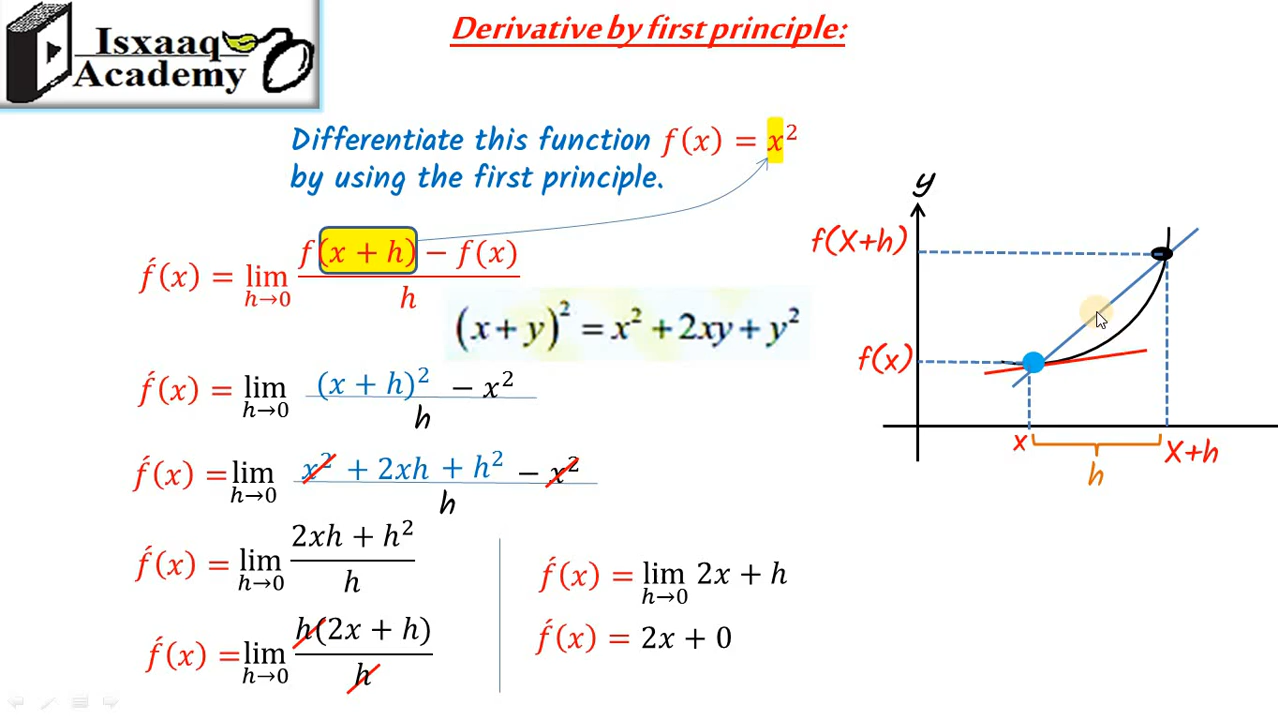 Isxaaq
Academy
Derivative by first principle:
Differentiate this function f(x) = x²
by using the first principle.
f́(x) = lim h→0 (f(x + h) − f(x)) / h
(x+y)² = x² + 2xy + y²
f́(x) = lim h→0 ((x + h)² − x²) / h
f́(x) = lim h→0 (x² + 2xh + h² − x²) / h
f́(x) = lim h→0 (2xh + h²) / h
f́(x) = lim h→0 h(2x + h) / h
f́(x) = lim h→0 2x + h
f́(x) = 2x + 0
y
f(X+h)
f(x)
x
X+h
h